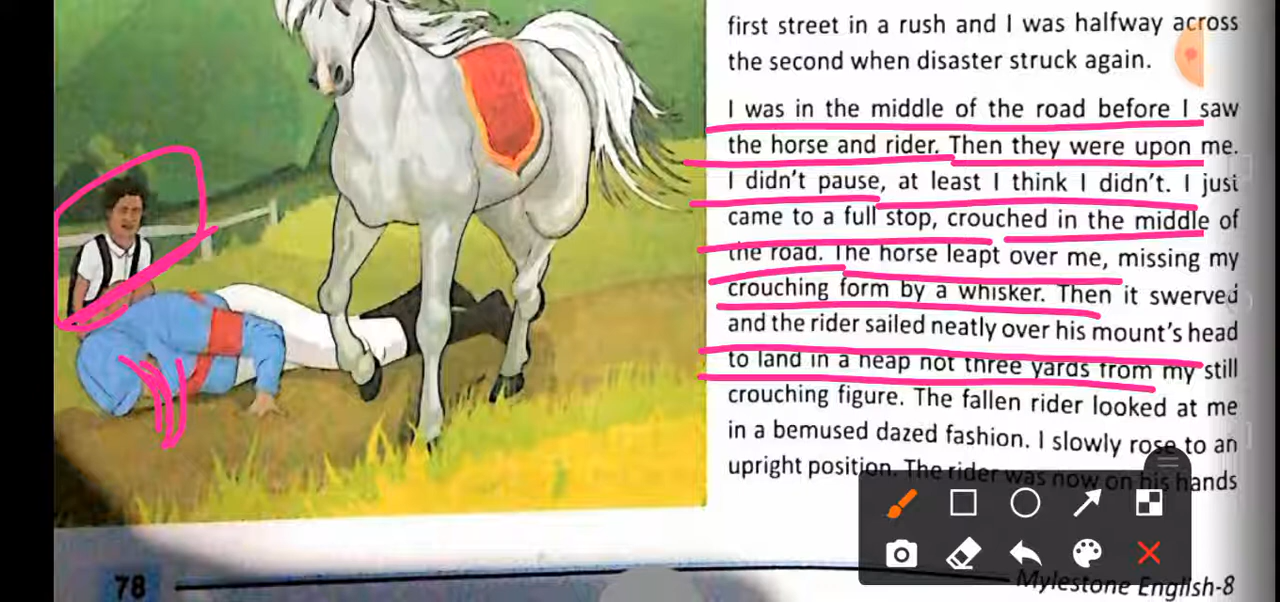 first street in a rush and I was halfway across
the second when disaster struck again.
I was in the middle of the road before I saw
the horse and rider. Then they were upon me.
I didn't pause, at least I think I didn't. I just
came to a full stop, crouched in the middle of
the road. The horse leapt over me, missing my
crouching form by a whisker. Then it swerved
and the rider sailed neatly over his mount's head
to land in a heap not three yards from my still
crouching figure. The fallen rider looked at me
in a bemused dazed fashion. I slowly rose to an
upright position. The rider was now on his hands
78
Mylestone English-8